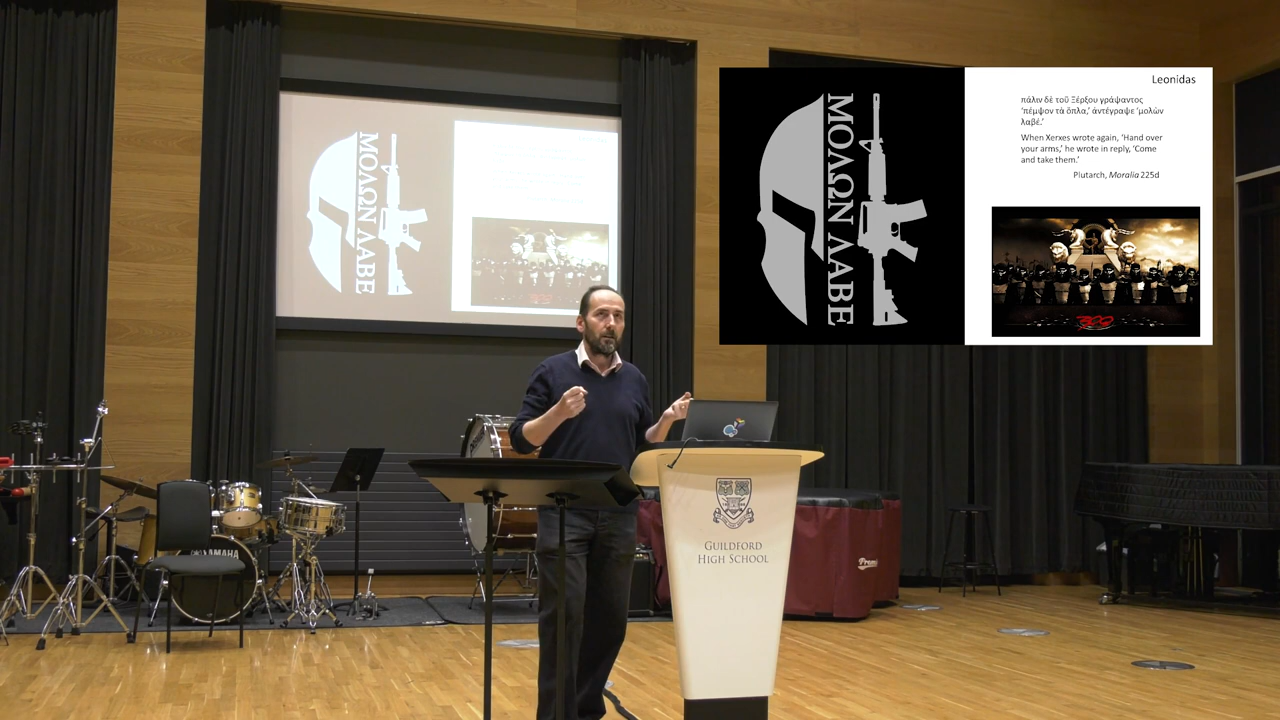 ΜΟΛΩΝ ΛΑΒΕ
ΜΟΛΩΝ ΛΑΒΕ
Leonidas
πάλιν δὲ τοῦ Ξέρξου γράψαντος
‘πέμψον τὰ ὅπλα,’ ἀντέγραψε ‘μολὼν
λαβέ.’
When Xerxes wrote again, ‘Hand over
your arms,’ he wrote in reply, ‘Come
and take them.’
Plutarch, Moralia 225d
300
GUILDFORD
HIGH SCHOOL
YAMAHA